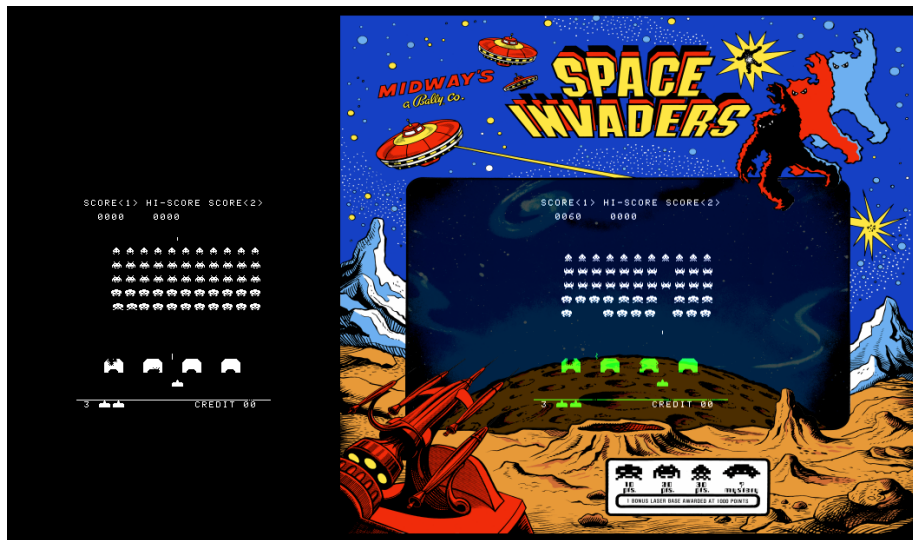 SCORE<1> HI-SCORE SCORE<2>
0000 0000
3 CREDIT 00
MIDWAY'S
a Bally Co.
SPACE
INVADERS
SCORE<1> HI-SCORE SCORE<2>
0060 0000
3 CREDIT 00
10 30 30 ?
pts. pts. pts. mystery
1 BONUS LASER BASE AWARDED AT 1000 POINTS